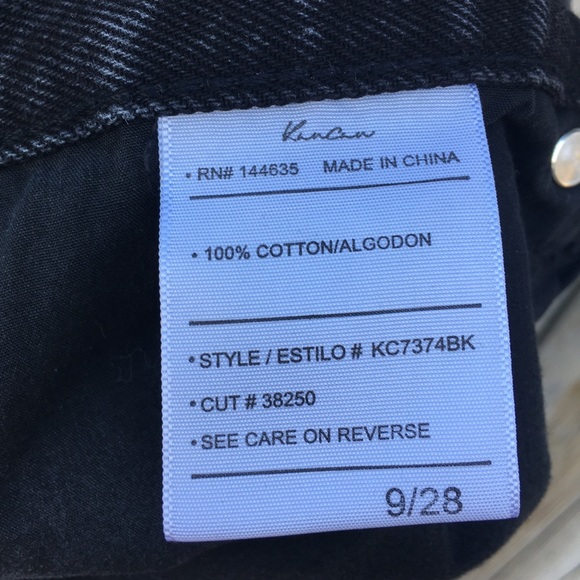 KanCan
• RN# 144635 MADE IN CHINA
• 100% COTTON/ALGODON
• STYLE / ESTILO # KC7374BK
• CUT # 38250
• SEE CARE ON REVERSE
9/28